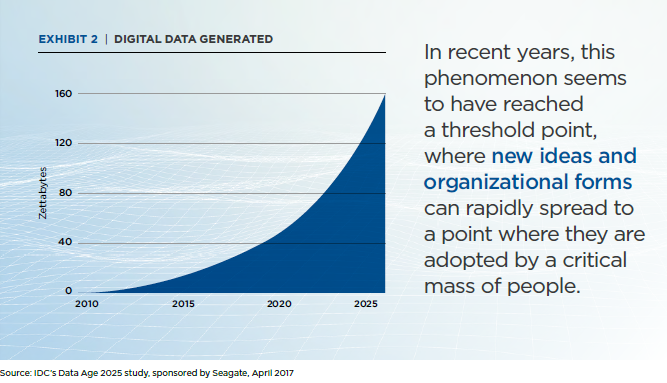 EXHIBIT 2 | DIGITAL DATA GENERATED
160
120
80
40
0
Zettabytes
2010 2015 2020 2025
In recent years, this
phenomenon seems
to have reached
a threshold point,
where new ideas and
organizational forms
can rapidly spread to
a point where they are
adopted by a critical
mass of people.
Source: IDC's Data Age 2025 study, sponsored by Seagate, April 2017